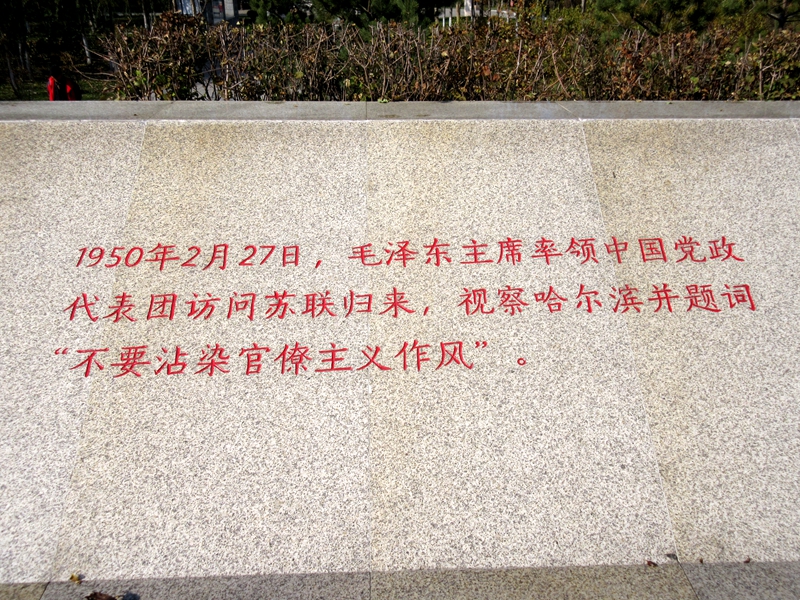 1950年2月27日，毛泽东主席率领中国党政
代表团访问苏联归来，视察哈尔滨并题词
“不要沾染官僚主义作风”。